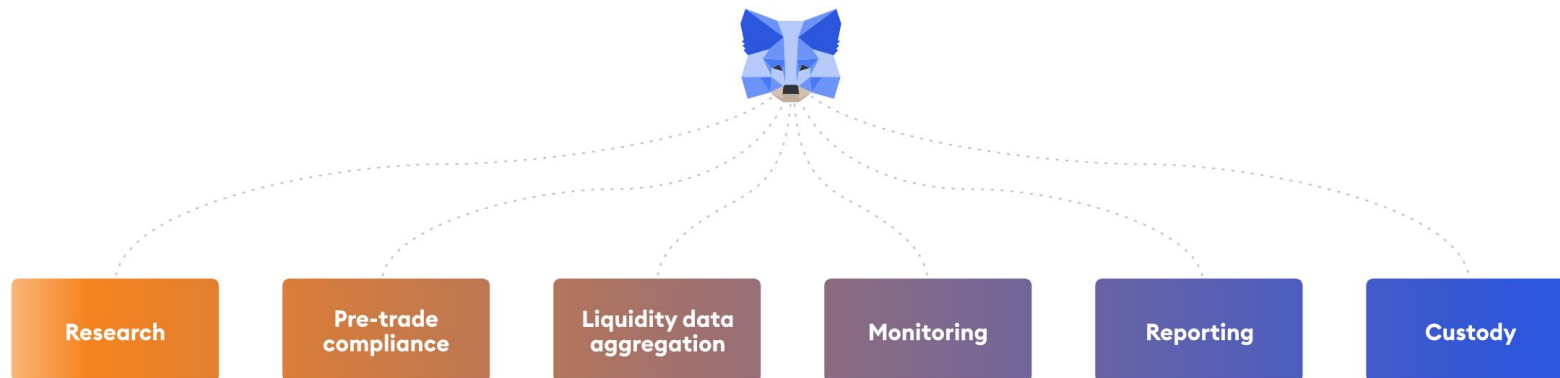 Research
Pre-trade
compliance
Liquidity data
aggregation
Monitoring
Reporting
Custody